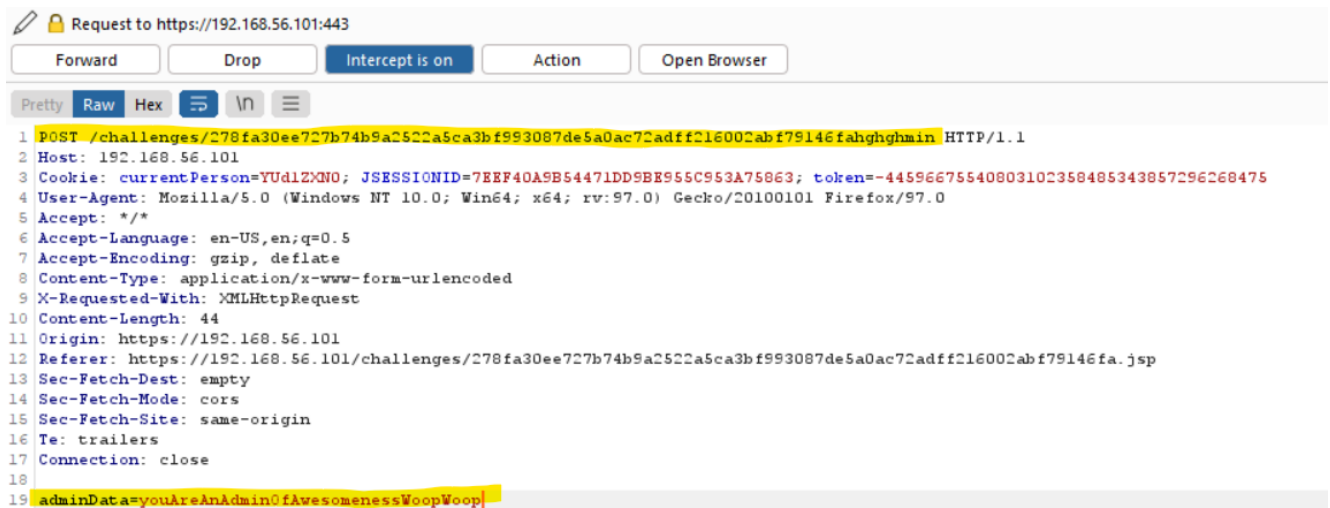 Request to https://192.168.56.101:443
Forward Drop Intercept is on Action Open Browser
Pretty Raw Hex \n
1 POST /challenges/278fa30ee727b74b9a2522a5ca3bf993087de5a0ac72adff216002abf79146fahghghmin HTTP/1.1
2 Host: 192.168.56.101
3 Cookie: currentPerson=YUd1ZXN0; JSESSIONID=7EEF40A9B54471DD9BE955C953A75863; token=-44596675540803102358485343857296268475
4 User-Agent: Mozilla/5.0 (Windows NT 10.0; Win64; x64; rv:97.0) Gecko/20100101 Firefox/97.0
5 Accept: */*
6 Accept-Language: en-US,en;q=0.5
7 Accept-Encoding: gzip, deflate
8 Content-Type: application/x-www-form-urlencoded
9 X-Requested-With: XMLHttpRequest
10 Content-Length: 44
11 Origin: https://192.168.56.101
12 Referer: https://192.168.56.101/challenges/278fa30ee727b74b9a2522a5ca3bf993087de5a0ac72adff216002abf79146fa.jsp
13 Sec-Fetch-Dest: empty
14 Sec-Fetch-Mode: cors
15 Sec-Fetch-Site: same-origin
16 Te: trailers
17 Connection: close
18
19 adminData=youAreAnAdminOfAwesomenessWoopWoop